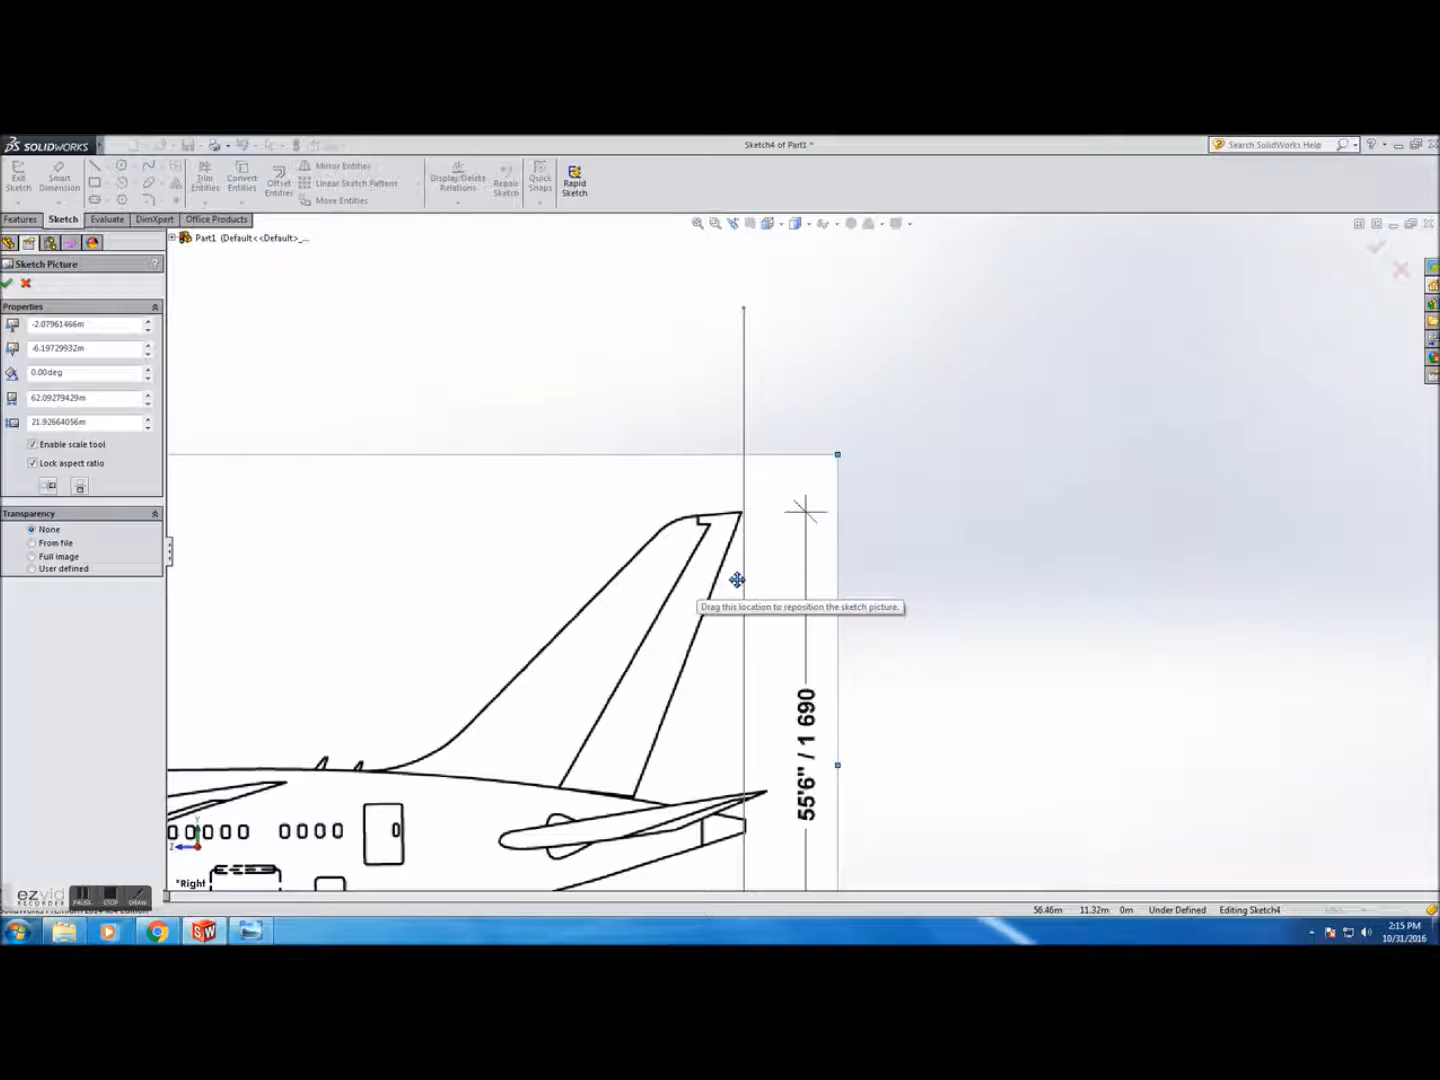 SOLIDWORKS
Sketch4 of Part1 *
Search SolidWorks Help
Exit Sketch
Smart Dimension
Trim Entities
Convert Entities
Offset Entities
Mirror Entities
Linear Sketch Pattern
Move Entities
Display/Delete Relations
Repair Sketch
Quick Snaps
Rapid Sketch
Features
Sketch
Evaluate
DimXpert
Office Products
Part1 (Default<<Default>_...
Sketch Picture
Properties
-2.07961466m
-6.19729932m
0.00deg
62.09279429m
21.92664056m
Enable scale tool
Lock aspect ratio
Transparency
None
From file
Full image
User defined
Drag this location to reposition the sketch picture.
55'6" / 1 690
Y
Z
*Right
ezvid
RECORDER
PAUSE
STOP
DRAW
56.46m
11.32m
0m
Under Defined
Editing Sketch4
2:15 PM
10/31/2016